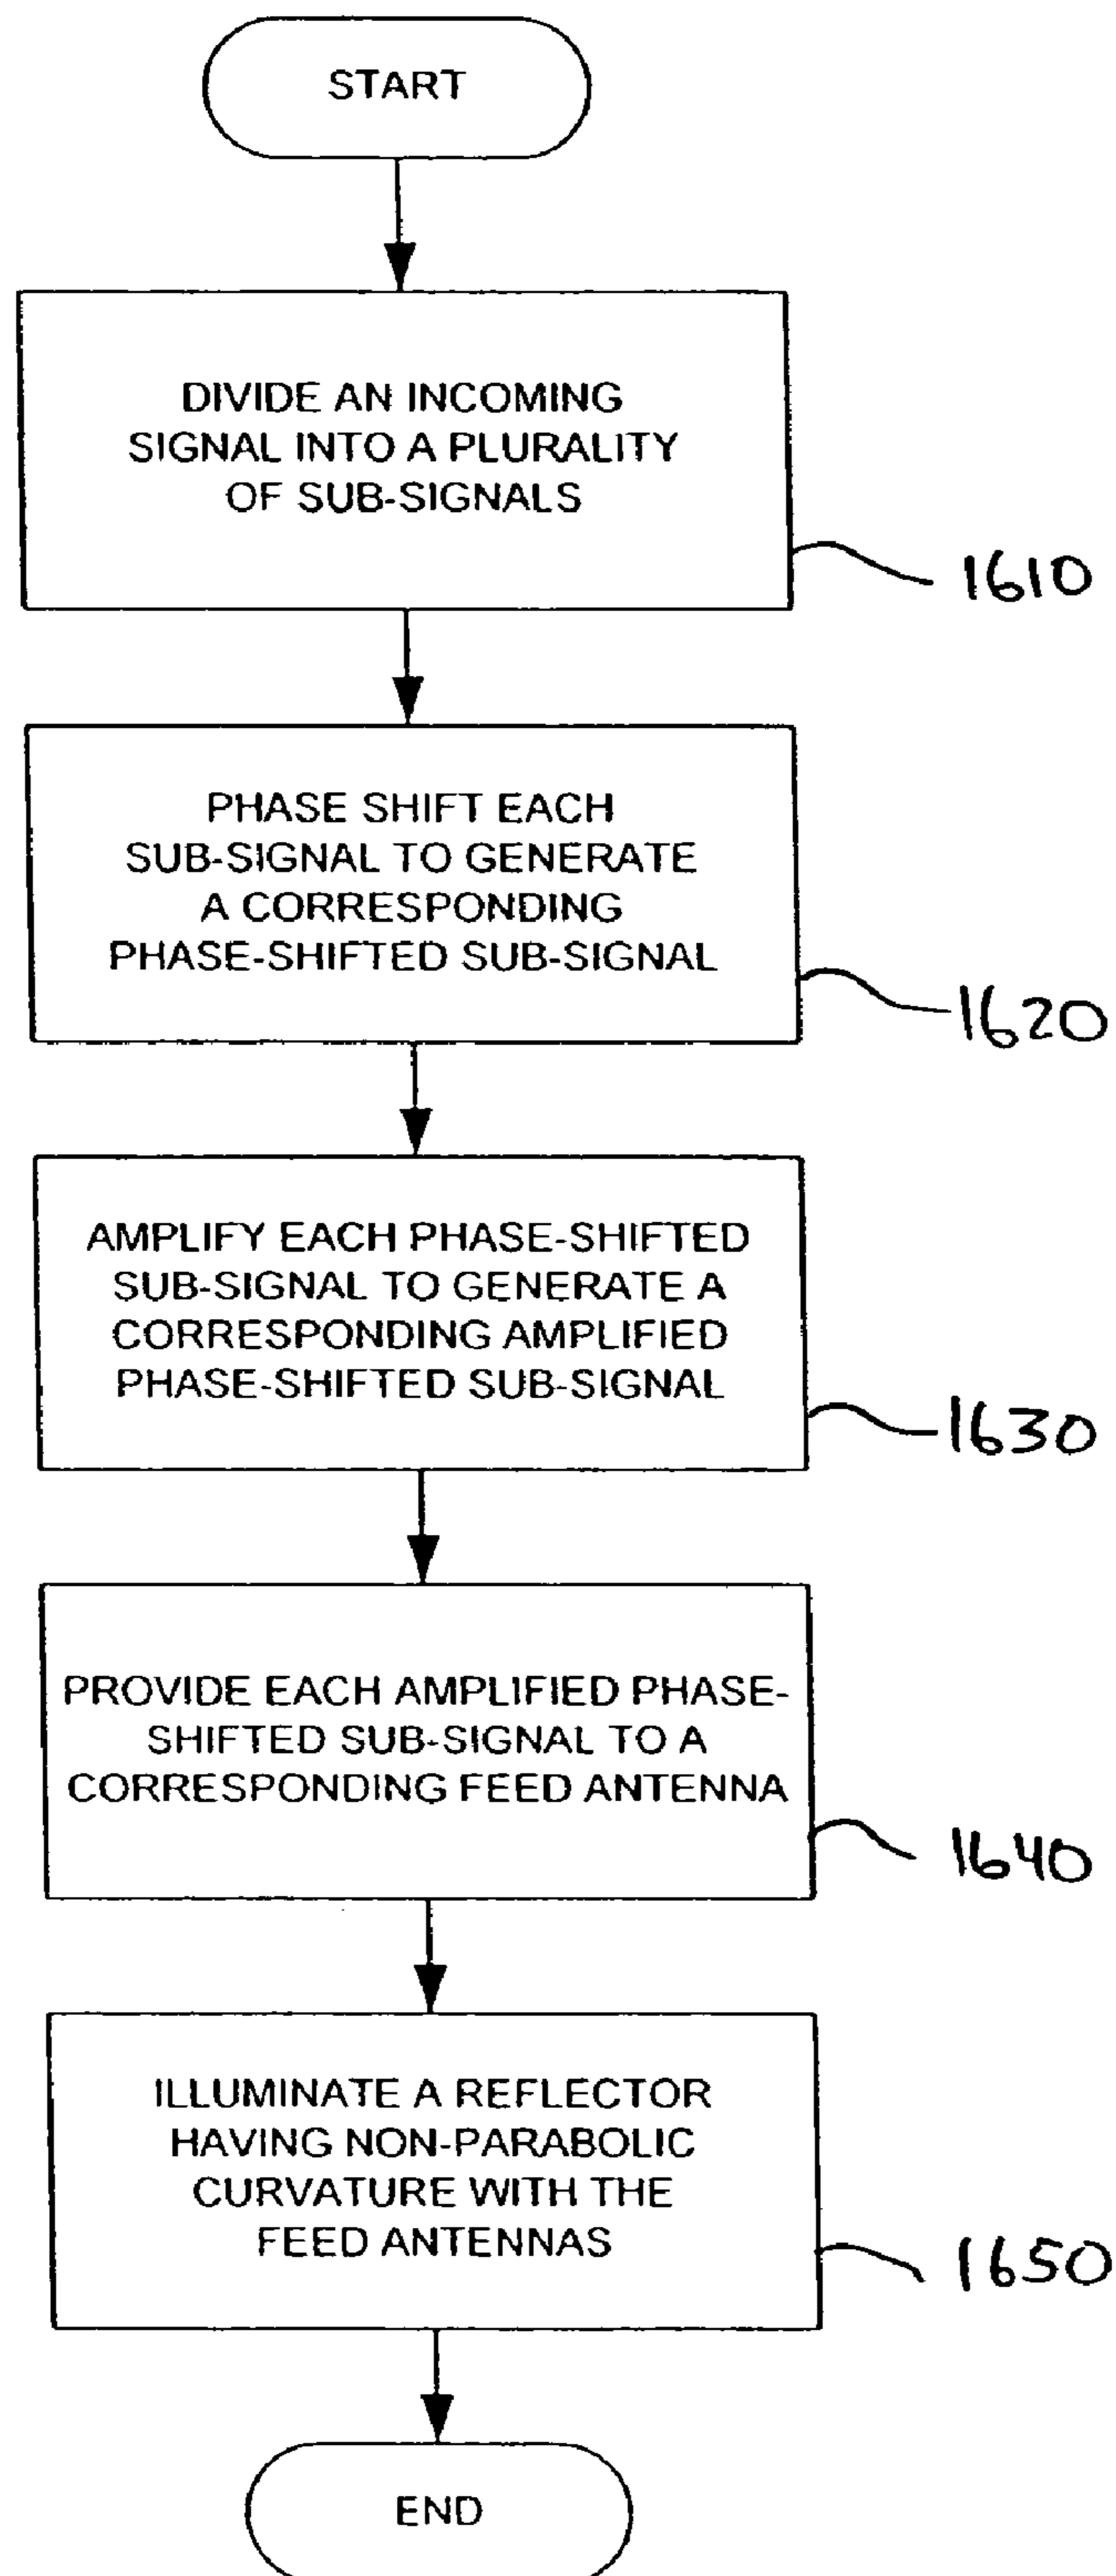 START
DIVIDE AN INCOMING
SIGNAL INTO A PLURALITY
OF SUB-SIGNALS
1610
PHASE SHIFT EACH
SUB-SIGNAL TO GENERATE
A CORRESPONDING
PHASE-SHIFTED SUB-SIGNAL
1620
AMPLIFY EACH PHASE-SHIFTED
SUB-SIGNAL TO GENERATE A
CORRESPONDING AMPLIFIED
PHASE-SHIFTED SUB-SIGNAL
1630
PROVIDE EACH AMPLIFIED PHASE-
SHIFTED SUB-SIGNAL TO A
CORRESPONDING FEED ANTENNA
1640
ILLUMINATE A REFLECTOR
HAVING NON-PARABOLIC
CURVATURE WITH THE
FEED ANTENNAS
1650
END